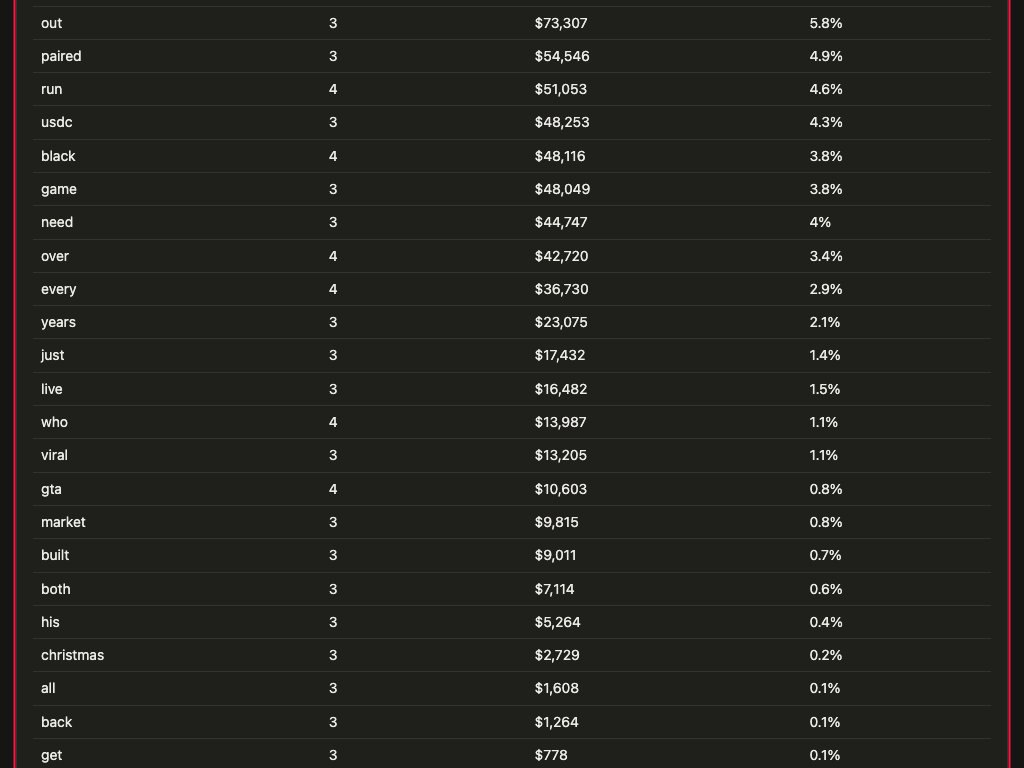 out 3 $73,307 5.8%
paired 3 $54,546 4.9%
run 4 $51,053 4.6%
usdc 3 $48,253 4.3%
black 4 $48,116 3.8%
game 3 $48,049 3.8%
need 3 $44,747 4%
over 4 $42,720 3.4%
every 4 $36,730 2.9%
years 3 $23,075 2.1%
just 3 $17,432 1.4%
live 3 $16,482 1.5%
who 4 $13,987 1.1%
viral 3 $13,205 1.1%
gta 4 $10,603 0.8%
market 3 $9,815 0.8%
built 3 $9,011 0.7%
both 3 $7,114 0.6%
his 3 $5,264 0.4%
christmas 3 $2,729 0.2%
all 3 $1,608 0.1%
back 3 $1,264 0.1%
get 3 $778 0.1%